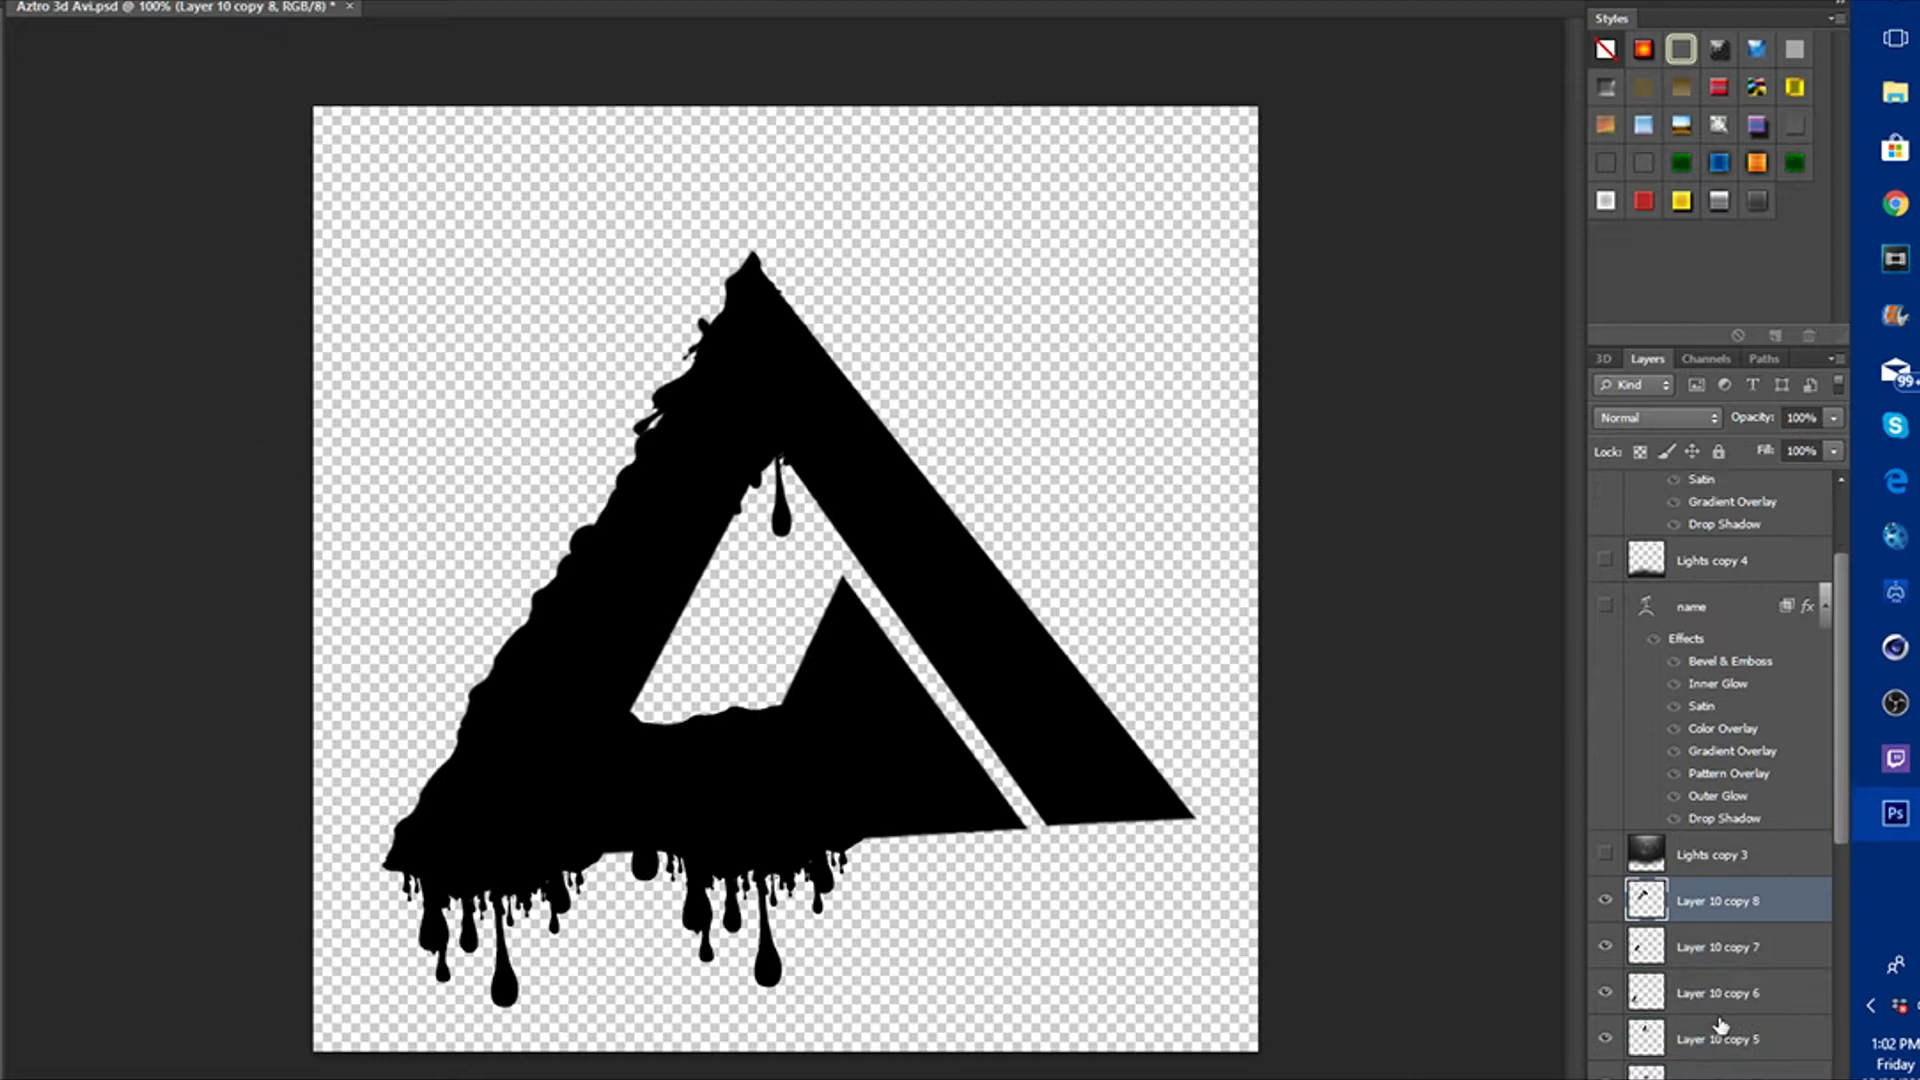 Aztro 3d Avi.psd @ 100% (Layer 10 copy 8, RGB/8) * ×
Styles
99+
3D Layers Channels Paths
Kind
Normal Opacity: 100%
Lock: Fill: 100%
Satin
Gradient Overlay
Drop Shadow
Lights copy 4
name fx
Effects
Bevel & Emboss
Inner Glow
Satin
Color Overlay
Gradient Overlay
Pattern Overlay
Outer Glow
Drop Shadow
Ps
Lights copy 3
Layer 10 copy 8
Layer 10 copy 7
Layer 10 copy 6
Layer 10 copy 5
1:02 PM
Friday